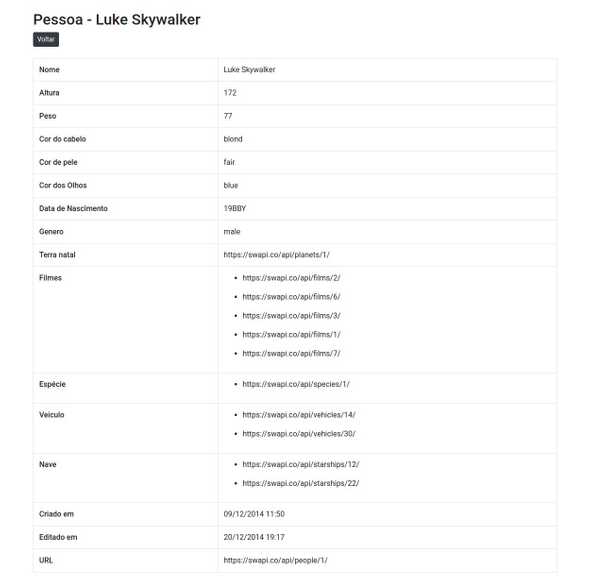 Pessoa - Luke Skywalker
Voltar
Nome Luke Skywalker
Altura 172
Peso 77
Cor do cabelo blond
Cor de pele fair
Cor dos Olhos blue
Data de Nascimento 19BBY
Genero male
Terra natal https://swapi.co/api/planets/1/
Filmes • https://swapi.co/api/films/2/
• https://swapi.co/api/films/6/
• https://swapi.co/api/films/3/
• https://swapi.co/api/films/1/
• https://swapi.co/api/films/7/
Espécie • https://swapi.co/api/species/1/
Veículo • https://swapi.co/api/vehicles/14/
• https://swapi.co/api/vehicles/30/
Nave • https://swapi.co/api/starships/12/
• https://swapi.co/api/starships/22/
Criado em 09/12/2014 11:50
Editado em 20/12/2014 19:17
URL https://swapi.co/api/people/1/